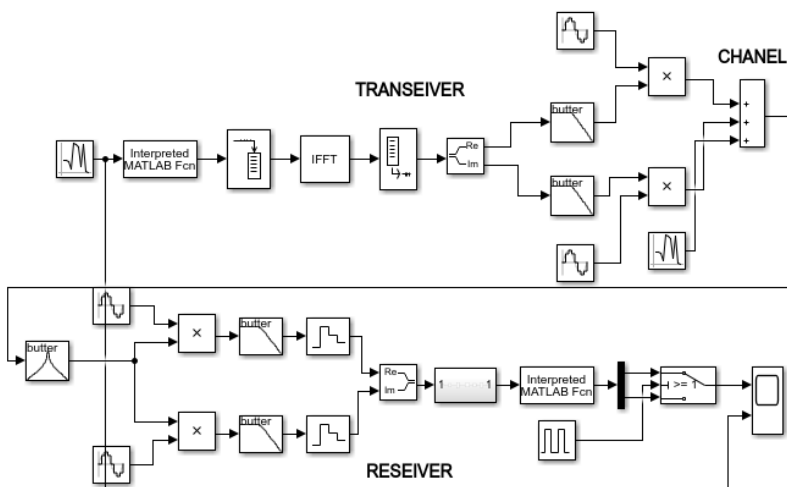 CHANEL
TRANSEIVER
×
butter
+
+
+
Interpreted
MATLAB Fcn
IFFT
Re
Im
butter
×
butter
×
butter
Re
Im
1
1
Interpreted
MATLAB Fcn
>= 1
×
butter
RESEIVER